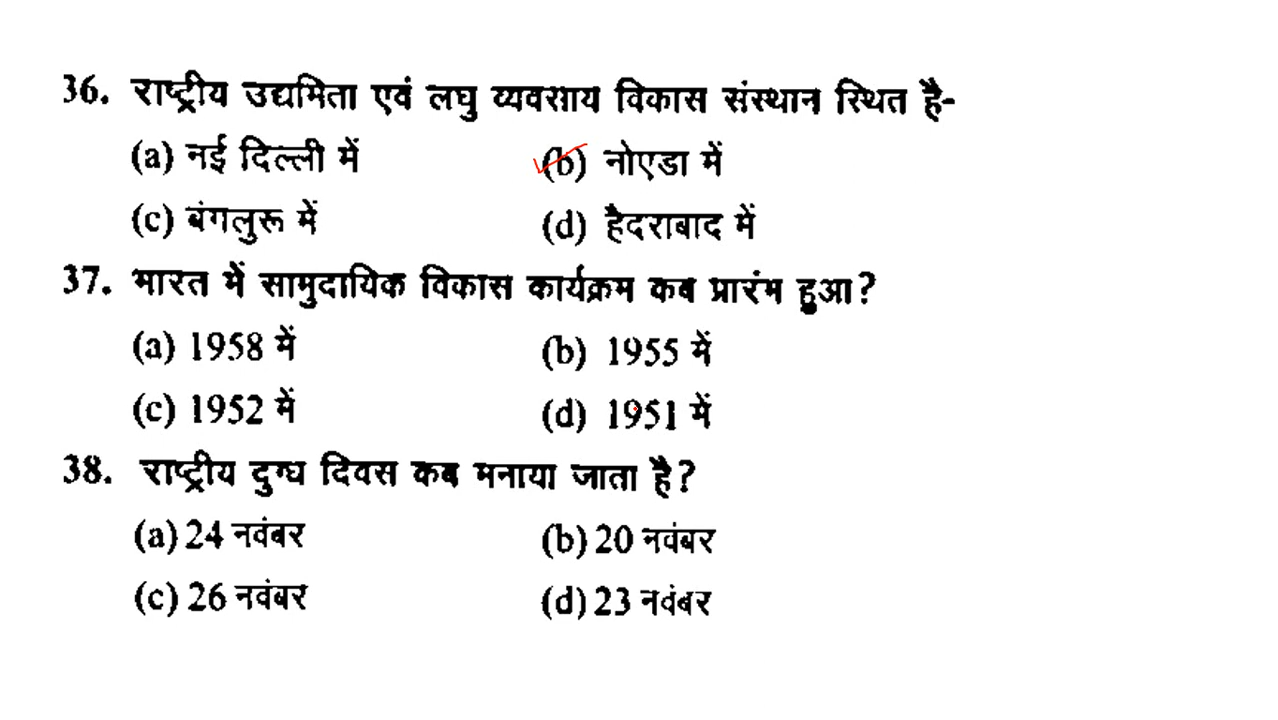 36. राष्ट्रीय उद्यमिता एवं लघु व्यवसाय विकास संस्थान स्थित है-
(a) नई दिल्ली में (b) नोएडा में
(c) बंगलुरू में (d) हैदराबाद में
37. भारत में सामुदायिक विकास कार्यक्रम कब प्रारंभ हुआ?
(a) 1958 में (b) 1955 में
(c) 1952 में (d) 1951 में
38. राष्ट्रीय दुग्ध दिवस कब मनाया जाता है?
(a) 24 नवंबर (b) 20 नवंबर
(c) 26 नवंबर (d) 23 नवंबर